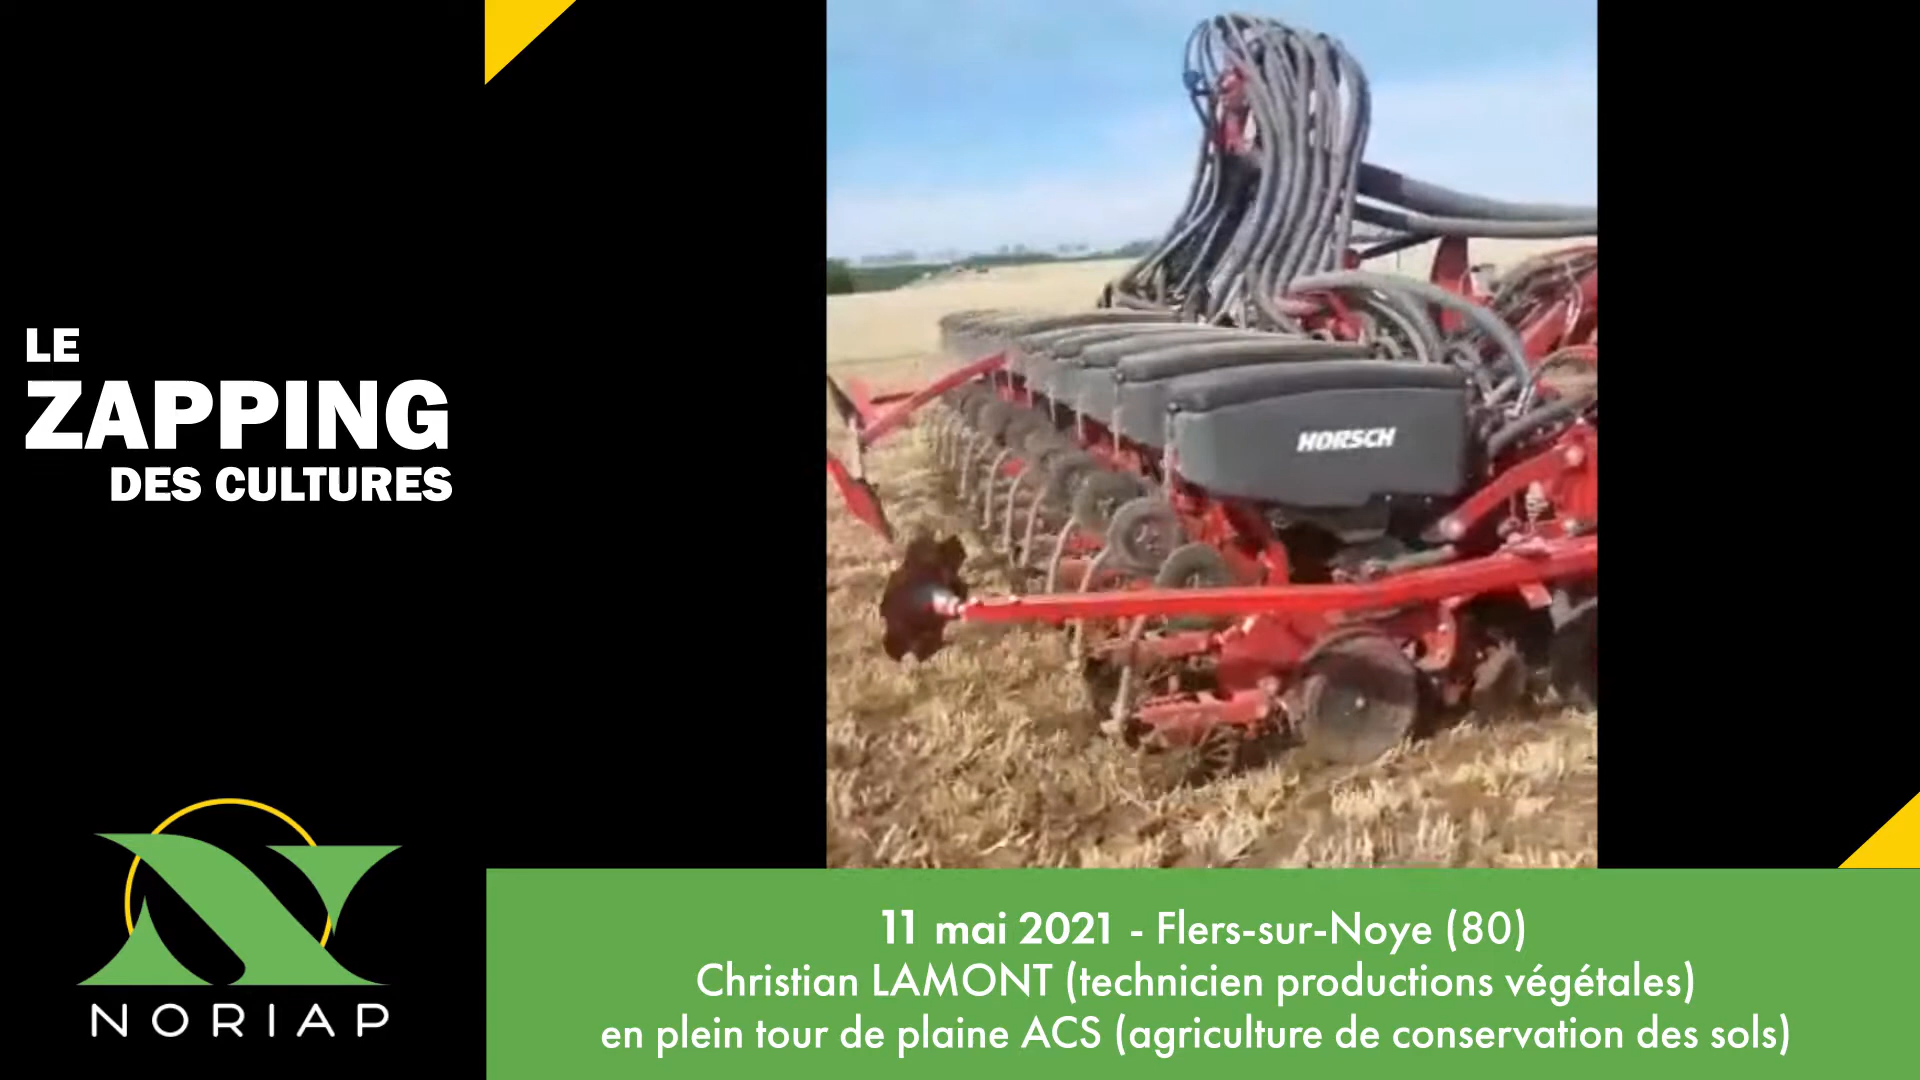 LE
ZAPPING
DES CULTURES
HORSCH
NORIAP
11 mai 2021 - Flers-sur-Noye (80)
Christian LAMONT (technicien productions végétales)
en plein tour de plaine ACS (agriculture de conservation des sols)